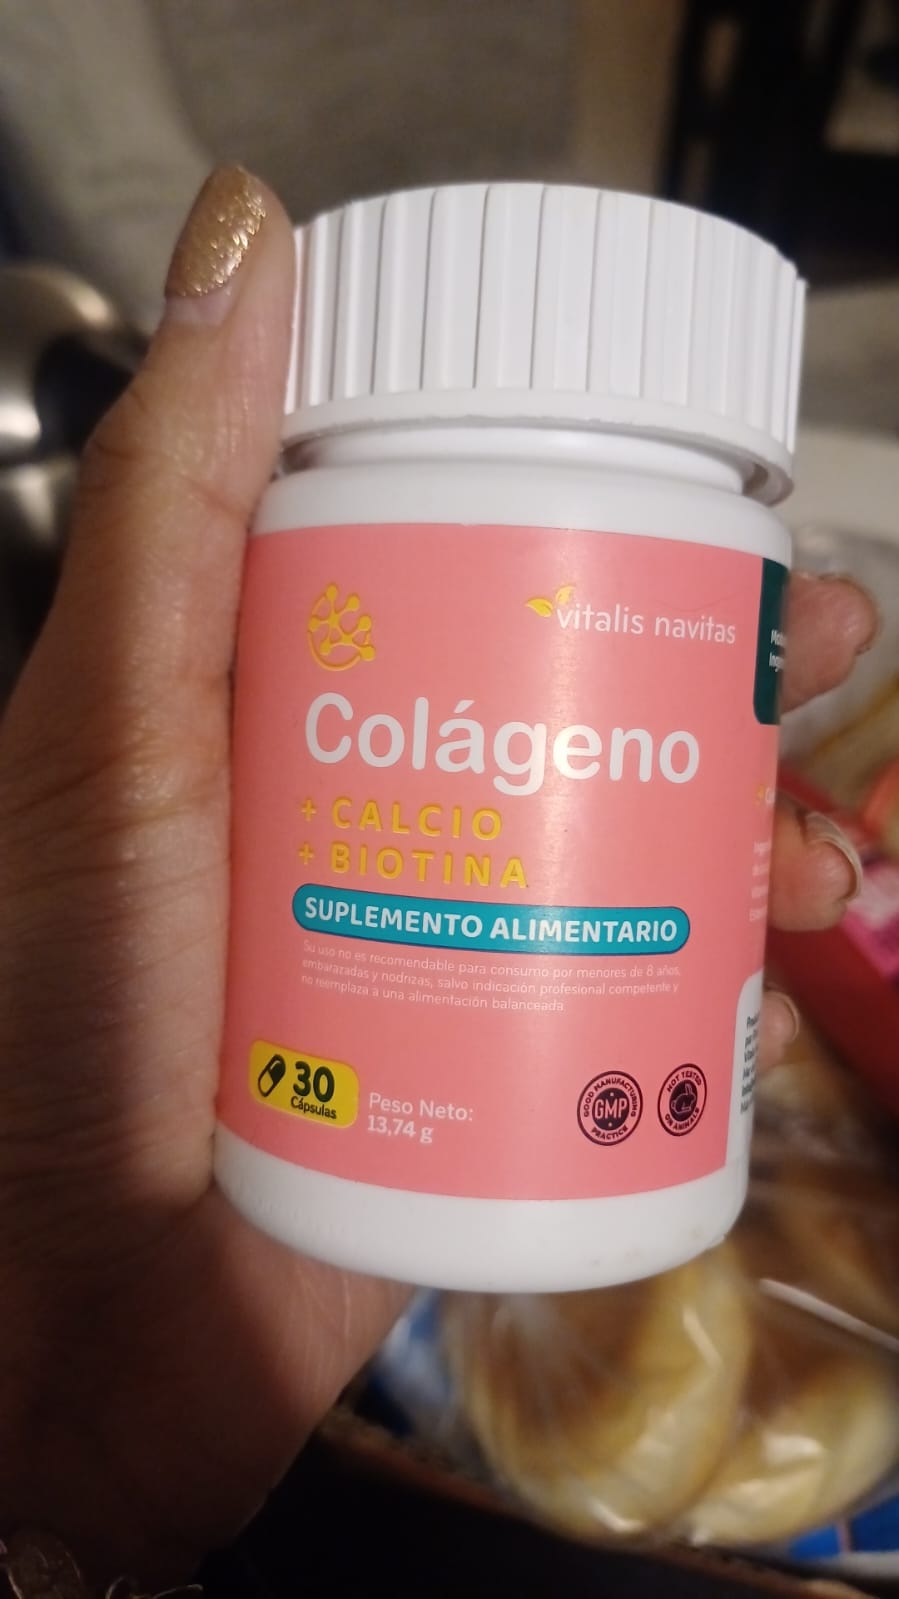 vitalis navitas
Colágeno
+ CALCIO
+ BIOTINA
SUPLEMENTO ALIMENTARIO
Su uso no es recomendable para consumo por menores de 8 años,
embarazadas y nodrizas, salvo indicación profesional competente y
no reemplaza a una alimentación balanceada.
30
Cápsulas
Peso Neto:
13,74 g
GOOD MANUFACTURING
GMP
PRACTICE
NOT TESTED
ON ANIMALS